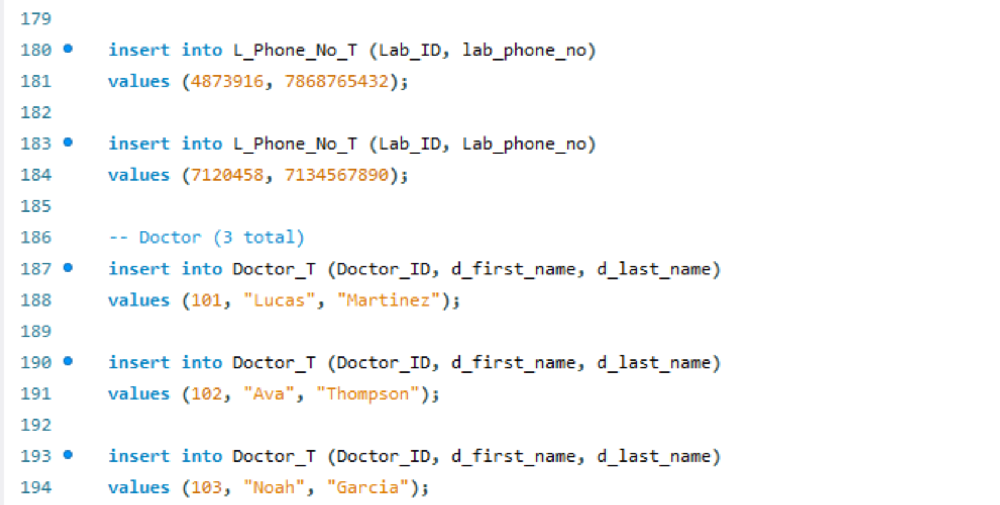 179
180 insert into L_Phone_No_T (Lab_ID, lab_phone_no)
181 values (4873916, 7868765432);
182
183 insert into L_Phone_No_T (Lab_ID, Lab_phone_no)
184 values (7120458, 7134567890);
185
186 -- Doctor (3 total)
187 insert into Doctor_T (Doctor_ID, d_first_name, d_last_name)
188 values (101, "Lucas", "Martinez");
189
190 insert into Doctor_T (Doctor_ID, d_first_name, d_last_name)
191 values (102, "Ava", "Thompson");
192
193 insert into Doctor_T (Doctor_ID, d_first_name, d_last_name)
194 values (103, "Noah", "Garcia");